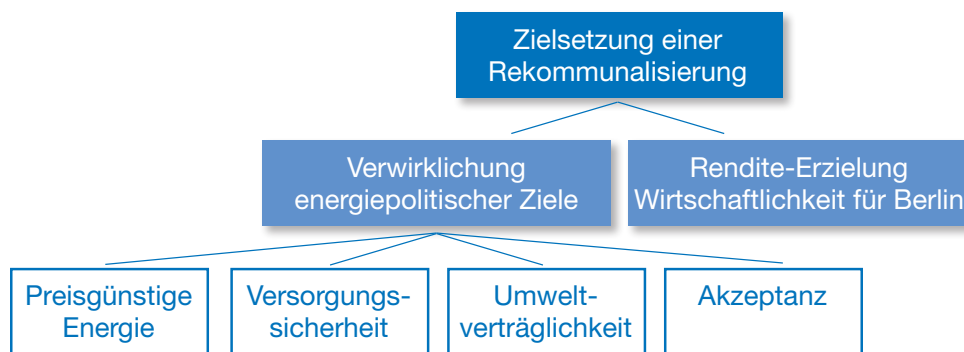 Zielsetzung einer
Rekommunalisierung
Verwirklichung
energiepolitischer Ziele
Rendite-Erzielung
Wirtschaftlichkeit für Berlin
Preisgünstige
Energie
Versorgungs-
sicherheit
Umwelt-
verträglichkeit
Akzeptanz